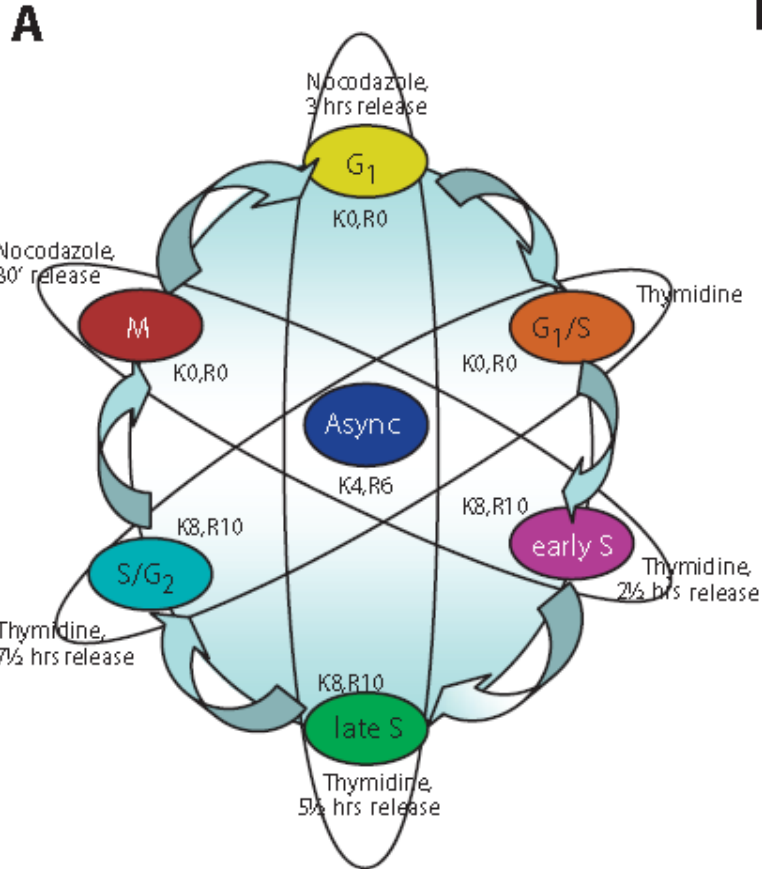 A
Nocodazole,
3 hrs release
G1
K0,R0
Nocodazole,
30' release
M
K0,R0
Thymidine
G1/S
K0,R0
Async
K4,R6
K8,R10
early S
Thymidine,
2½ hrs release
K8,R10
S/G2
Thymidine,
7½ hrs release
K8,R10
late S
Thymidine,
5½ hrs release